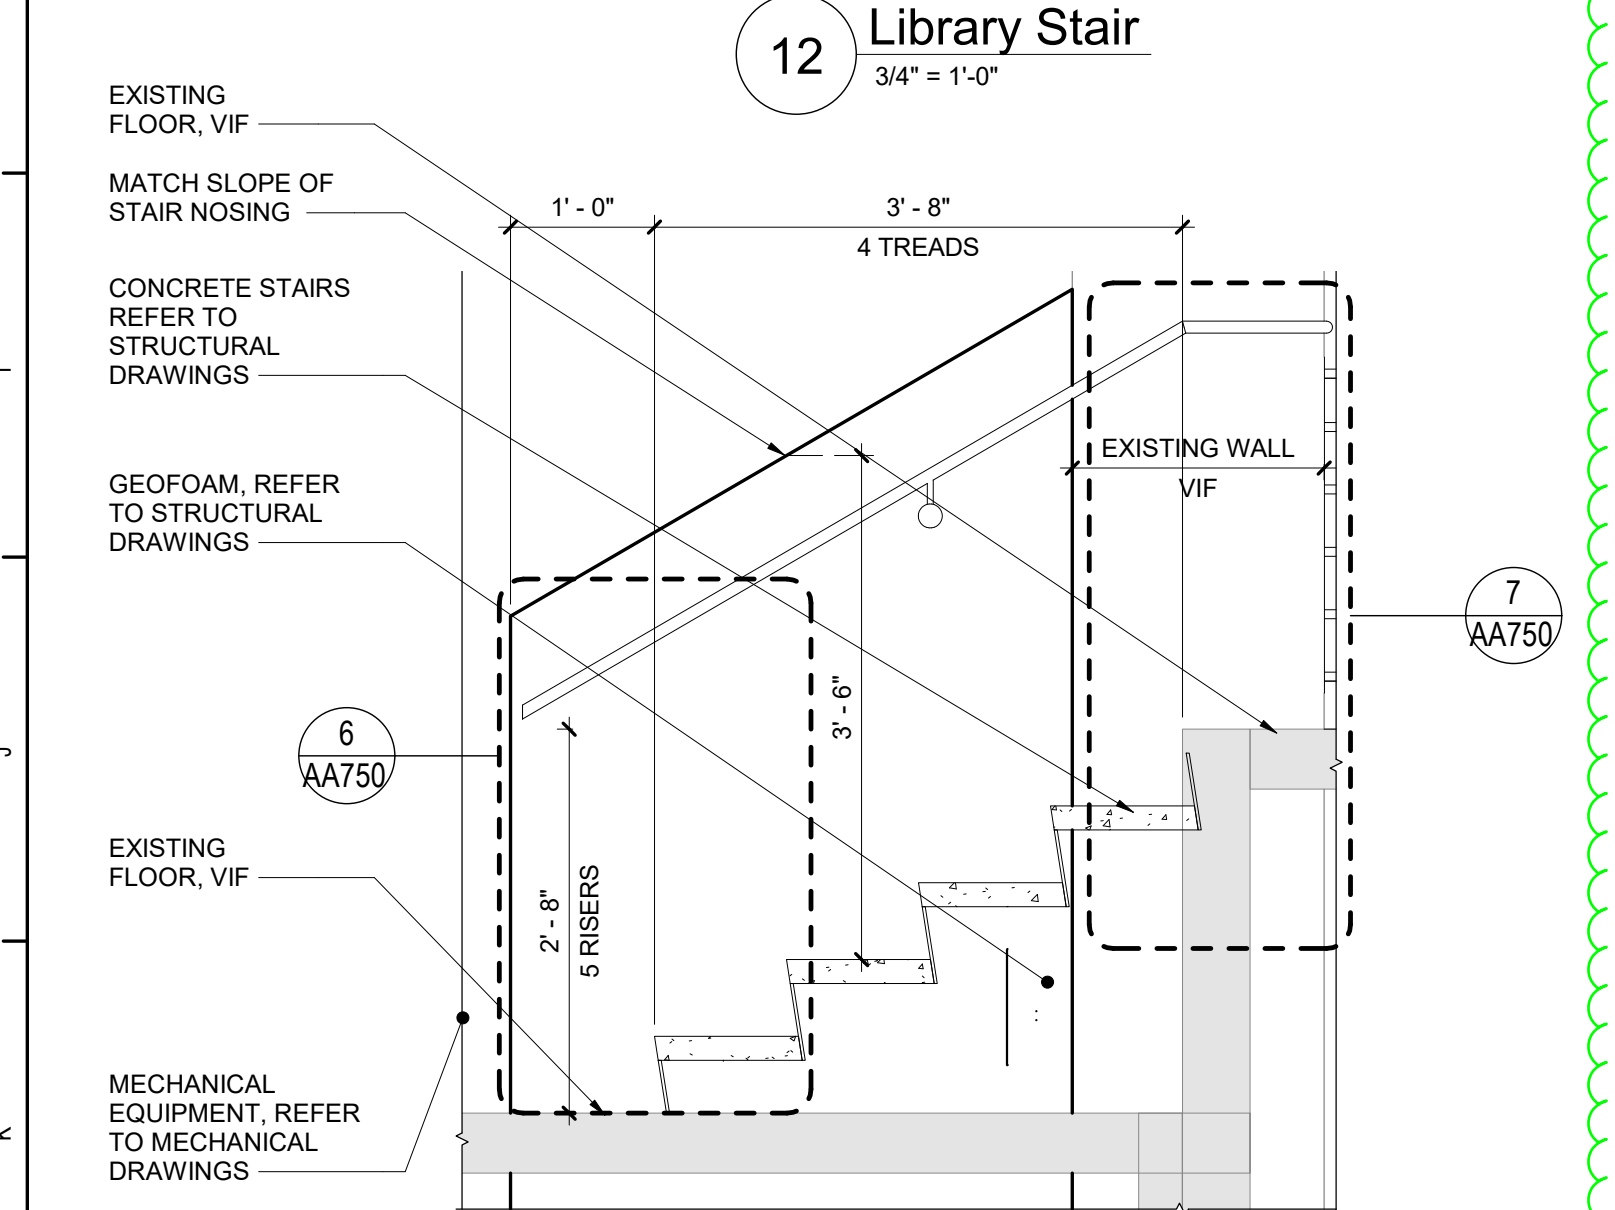 12
Library Stair
3/4" = 1'-0"
EXISTING
FLOOR, VIF
MATCH SLOPE OF
STAIR NOSING
CONCRETE STAIRS
REFER TO
STRUCTURAL
DRAWINGS
GEOFOAM, REFER
TO STRUCTURAL
DRAWINGS
EXISTING
FLOOR, VIF
MECHANICAL
EQUIPMENT, REFER
TO MECHANICAL
DRAWINGS
1' - 0"
3' - 8"
4 TREADS
EXISTING WALL
VIF
3' - 6"
2' - 8"
5 RISERS
6
AA750
7
AA750